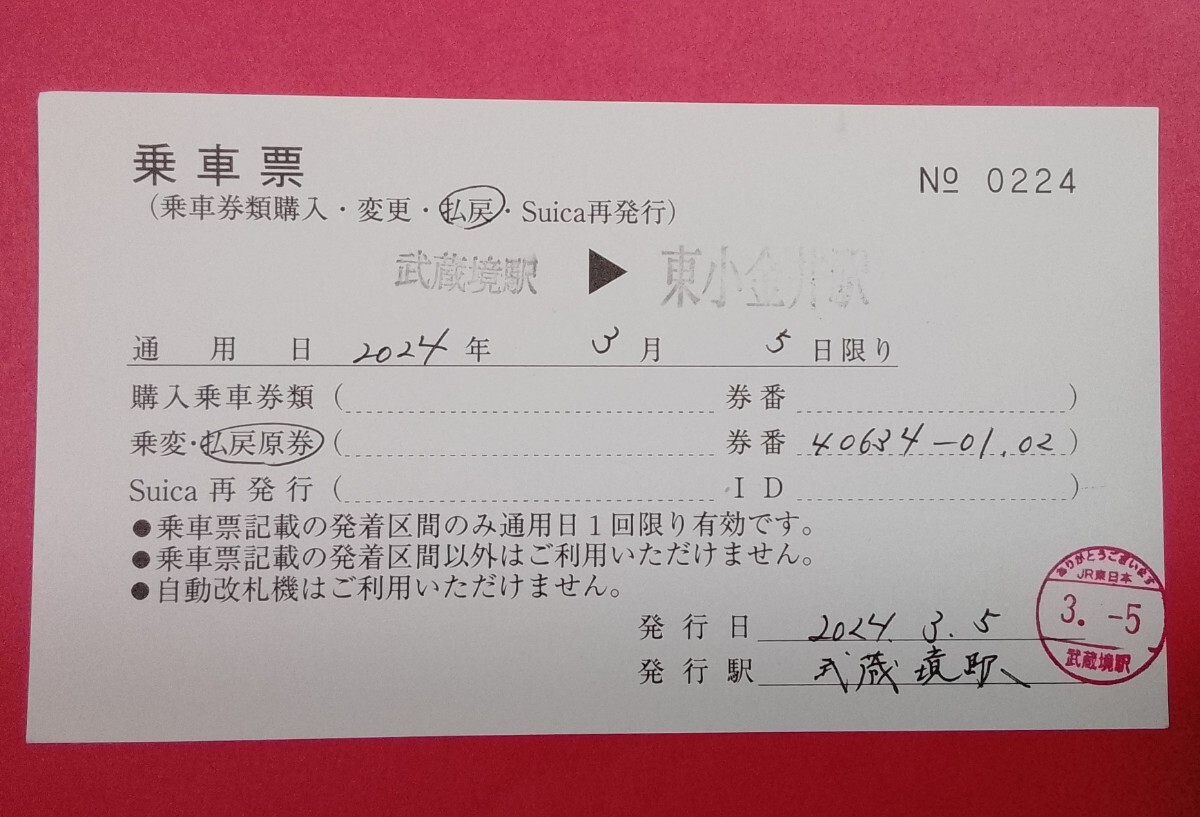 乗車票
№ 0224
（乗車券類購入・変更・払戻・Suica再発行）
武蔵境駅 ▶ 東小金井駅
通用日 2024 年 3 月 5 日限り
購入乗車券類（ 券番 ）
乗変・払戻原券（ 券番 40634-01.02）
Suica再発行（ ID ）
●乗車票記載の発着区間のみ通用日1回限り有効です。
●乗車票記載の発着区間以外はご利用いただけません。
●自動改札機はご利用いただけません。
発行日 2024. 3. 5
発行駅 武蔵境駅
ありがとうございます
JR東日本
3. -5
武蔵境駅